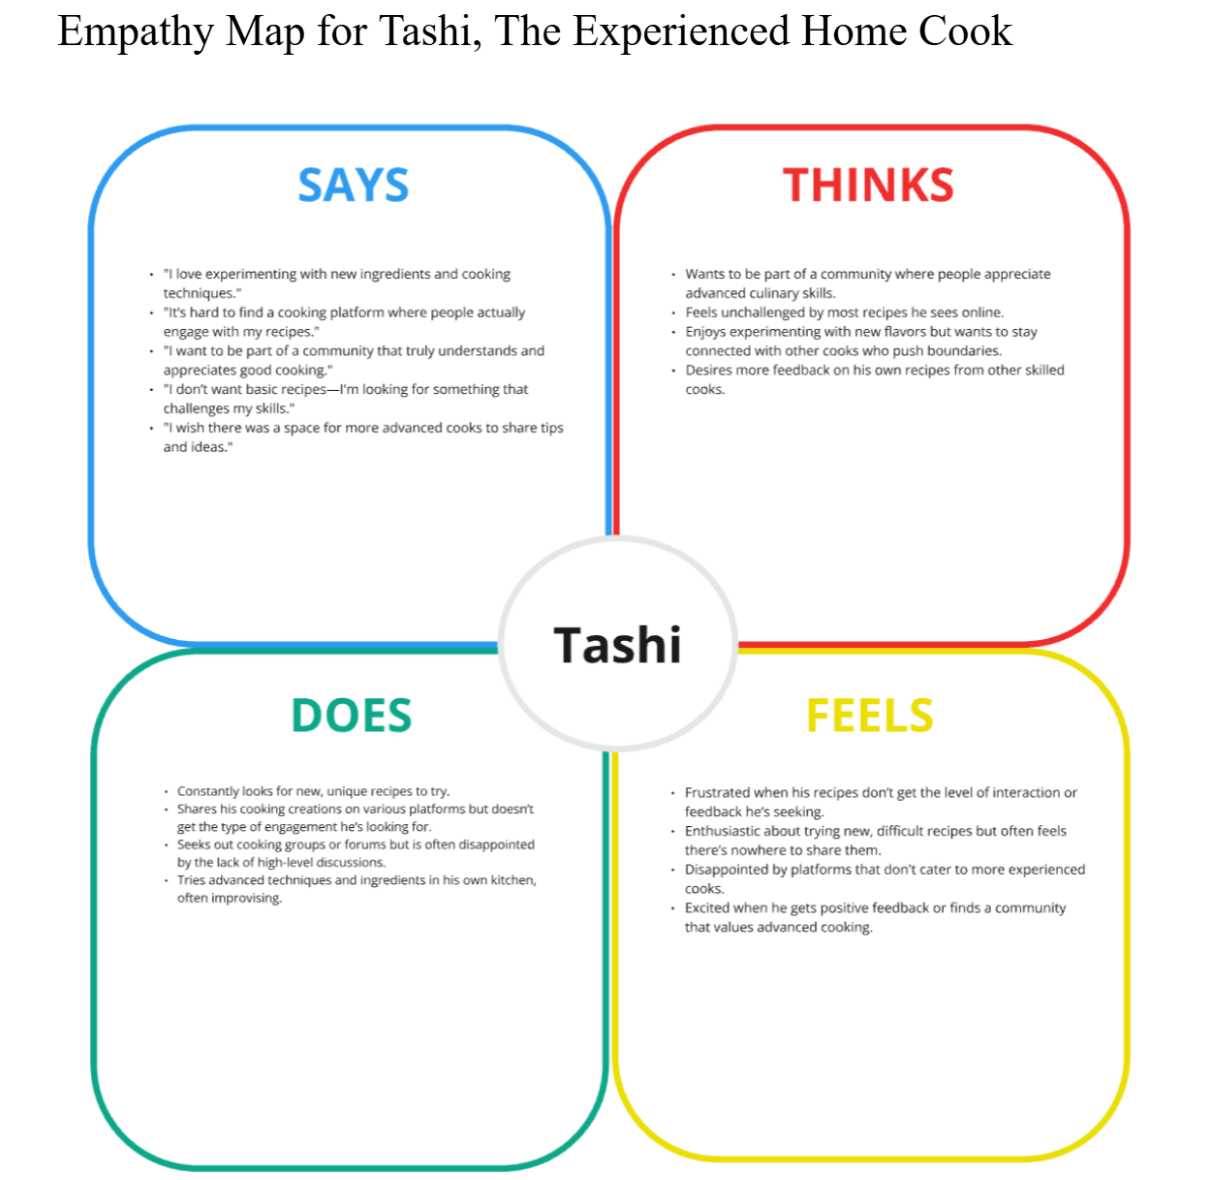 Empathy Map for Tashi, The Experienced Home Cook
SAYS
• "I love experimenting with new ingredients and cooking
techniques."
• "It's hard to find a cooking platform where people actually
engage with my recipes."
• "I want to be part of a community that truly understands and
appreciates good cooking."
• "I don't want basic recipes—I'm looking for something that
challenges my skills."
• "I wish there was a space for more advanced cooks to share tips
and ideas."
THINKS
• Wants to be part of a community where people appreciate
advanced culinary skills.
• Feels unchallenged by most recipes he sees online.
• Enjoys experimenting with new flavors but wants to stay
connected with other cooks who push boundaries.
• Desires more feedback on his own recipes from other skilled
cooks.
Tashi
DOES
• Constantly looks for new, unique recipes to try.
• Shares his cooking creations on various platforms but doesn't
get the type of engagement he's looking for.
• Seeks out cooking groups or forums but is often disappointed
by the lack of high-level discussions.
• Tries advanced techniques and ingredients in his own kitchen,
often improvising.
FEELS
• Frustrated when his recipes don't get the level of interaction or
feedback he's seeking.
• Enthusiastic about trying new, difficult recipes but often feels
there's nowhere to share them.
• Disappointed by platforms that don't cater to more experienced
cooks.
• Excited when he gets positive feedback or finds a community
that values advanced cooking.